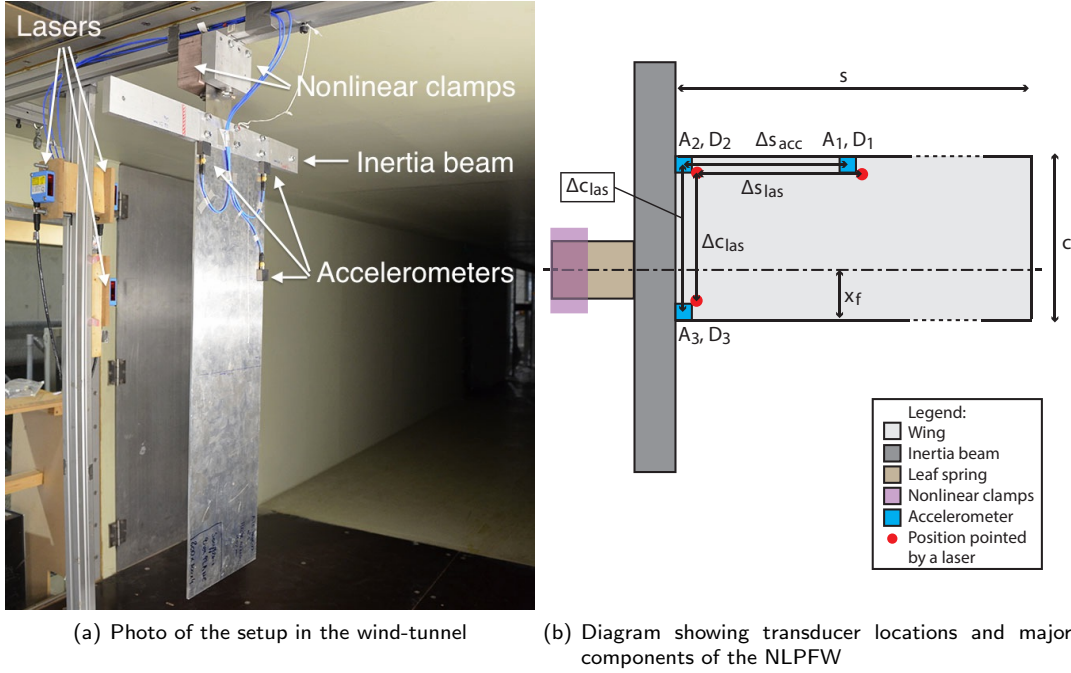 Lasers
Nonlinear clamps
Inertia beam
Accelerometers
(a) Photo of the setup in the wind-tunnel
s
A2, D2
Δsacc
A1, D1
Δclas
Δslas
Δclas
c
xf
A3, D3
Legend:
Wing
Inertia beam
Leaf spring
Nonlinear clamps
Accelerometer
Position pointed
by a laser
(b) Diagram showing transducer locations and major
components of the NLPFW